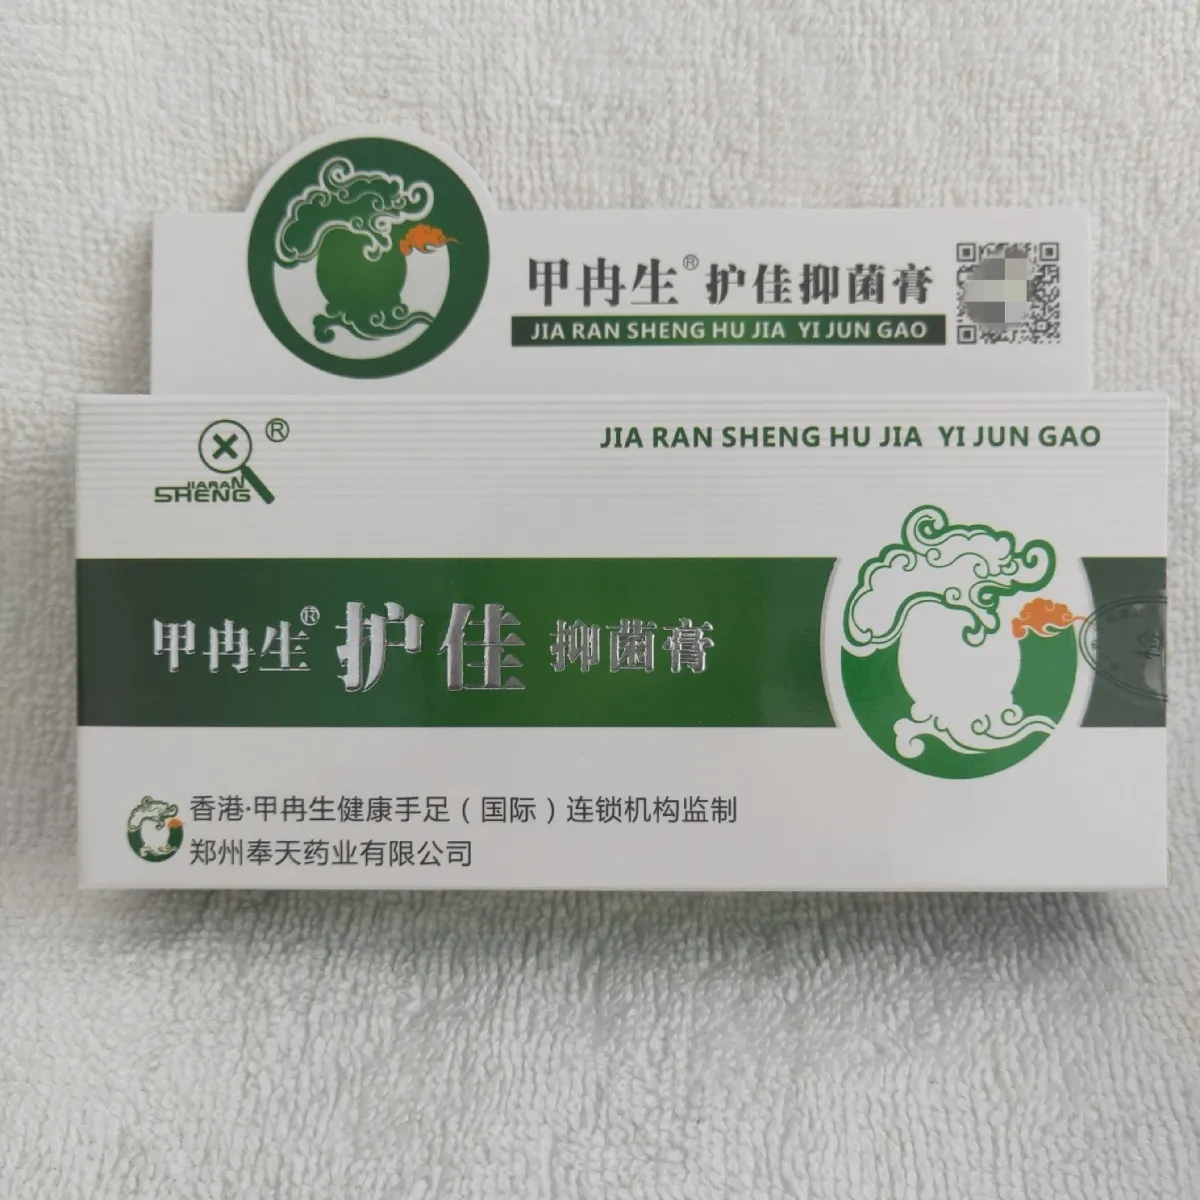 甲冉生®护佳抑菌膏
JIA RAN SHENG HU JIA YI JUN GAO
®
JIARAN
SHENG
JIA RAN SHENG HU JIA YI JUN GAO
甲冉生®护佳抑菌膏
香港·甲冉生健康手足（国际）连锁机构监制
郑州奉天药业有限公司